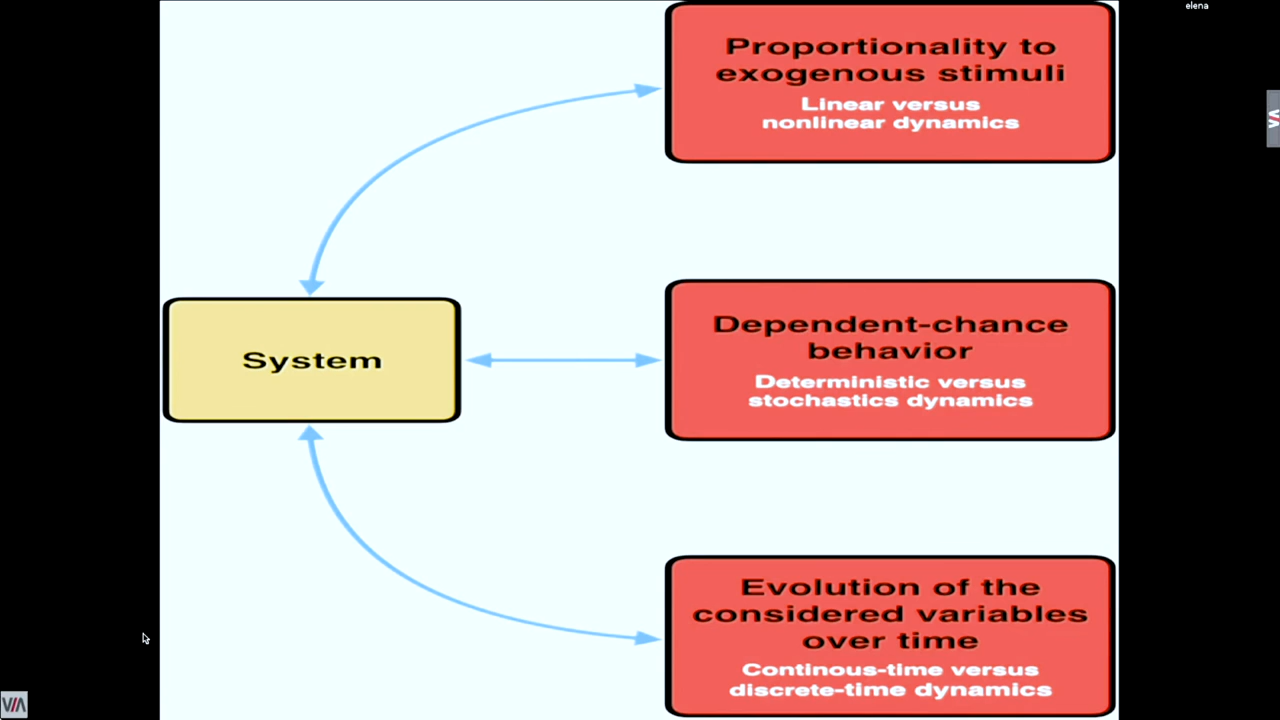 elena
Proportionality to
exogenous stimuli
Linear versus
nonlinear dynamics
System
Dependent-chance
behavior
Deterministic versus
stochastics dynamics
Evolution of the
considered variables
over time
Continous-time versus
discrete-time dynamics
VIA